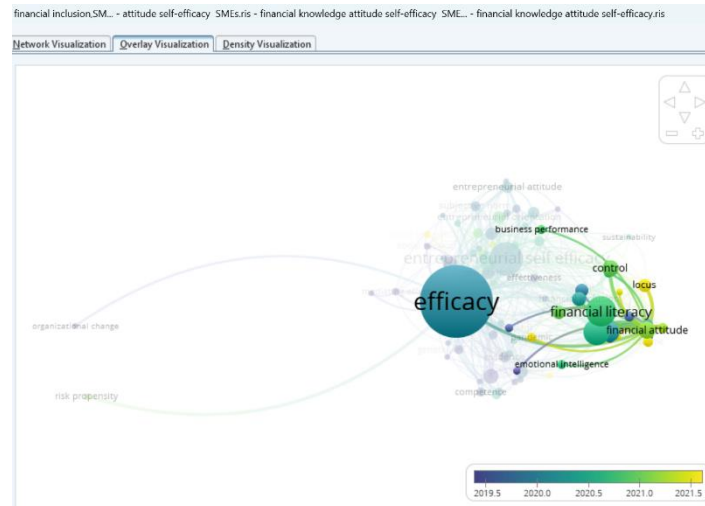 financial inclusion,SM... - attitude self-efficacy SMEs.ris - financial knowledge attitude self-efficacy SME... - financial knowledge attitude self-efficacy.ris
Network Visualization Overlay Visualization Density Visualization
entrepreneurial attitude
business performance
sustainability
entrepreneurial self efficacy
control
effectiveness
locus
efficacy
financial literacy
organizational change
financial attitude
emotional intelligence
risk propensity
competence
2019.5 2020.0 2020.5 2021.0 2021.5